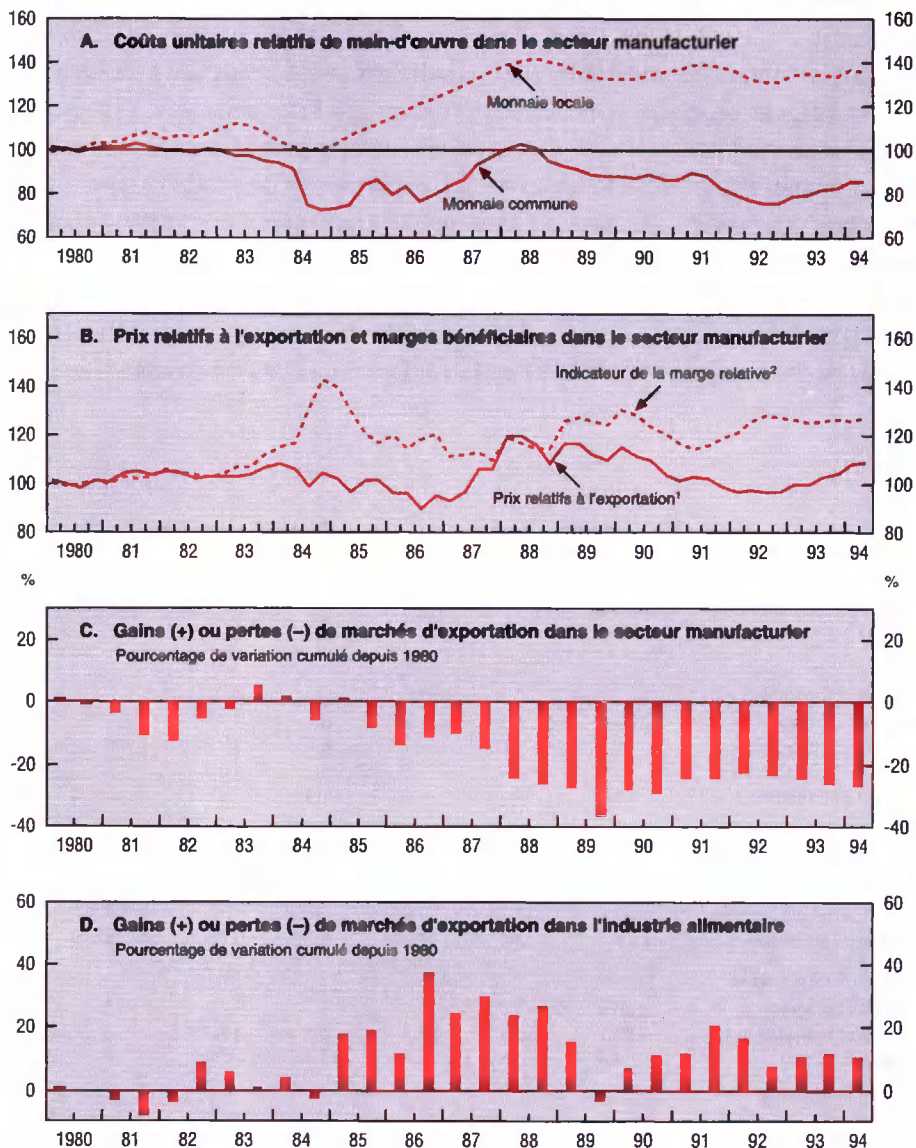 160 160
A. Coûts unitaires relatifs de main-d'œuvre dans le secteur manufacturier
140 140
Monnaie locale
120 120
100 100
80 80
Monnaie commune
60 60
1980 81 82 83 84 85 86 87 88 89 90 91 92 93 94
160 160
B. Prix relatifs à l'exportation et marges bénéficiaires dans le secteur manufacturier
Indicateur de la marge relative²
140 140
120 120
100 100
Prix relatifs à l'exportation¹
80 80
1980 81 82 83 84 85 86 87 88 89 90 91 92 93 94
% %
C. Gains (+) ou pertes (–) de marchés d'exportation dans le secteur manufacturier
20 20
Pourcentage de variation cumulé depuis 1980
0 0
-20 -20
-40 -40
1980 81 82 83 84 85 86 87 88 89 90 91 92 93 94
60 60
D. Gains (+) ou pertes (–) de marchés d'exportation dans l'industrie alimentaire
Pourcentage de variation cumulé depuis 1980
40 40
20 20
0 0
1980 81 82 83 84 85 86 87 88 89 90 91 92 93 94